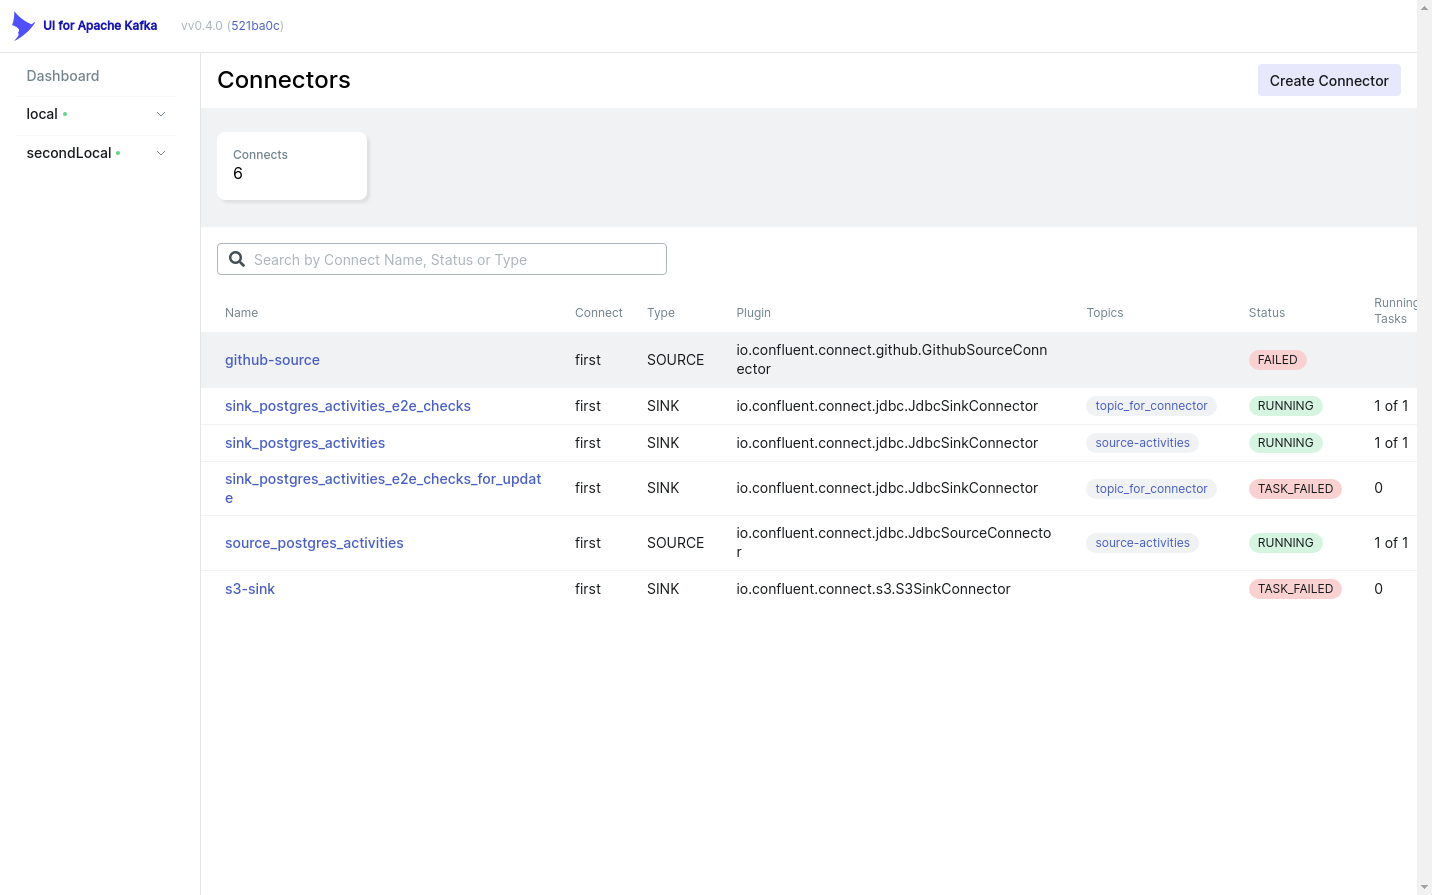 UI for Apache Kafka vv0.4.0 (521ba0c)
Dashboard
local
secondLocal
Connectors
Create Connector
Connects
6
Search by Connect Name, Status or Type
Name Connect Type Plugin Topics Status Running
Tasks
github-source first SOURCE io.confluent.connect.github.GithubSourceConn
ector FAILED
sink_postgres_activities_e2e_checks first SINK io.confluent.connect.jdbc.JdbcSinkConnector topic_for_connector RUNNING 1 of 1
sink_postgres_activities first SINK io.confluent.connect.jdbc.JdbcSinkConnector source-activities RUNNING 1 of 1
sink_postgres_activities_e2e_checks_for_updat
e first SINK io.confluent.connect.jdbc.JdbcSinkConnector topic_for_connector TASK_FAILED 0
source_postgres_activities first SOURCE io.confluent.connect.jdbc.JdbcSourceConnecto
r source-activities RUNNING 1 of 1
s3-sink first SINK io.confluent.connect.s3.S3SinkConnector TASK_FAILED 0